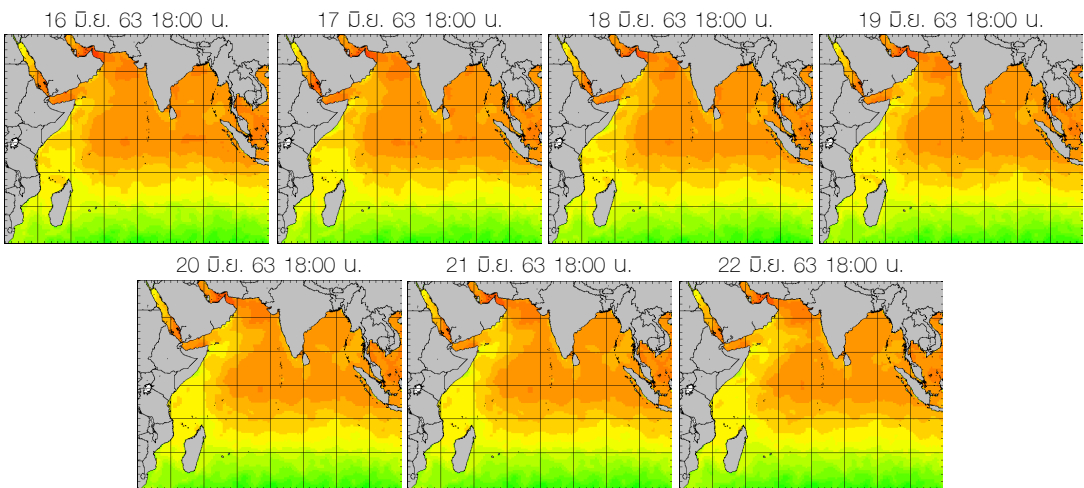 16 มิ.ย. 63 18:00 น.
17 มิ.ย. 63 18:00 น.
18 มิ.ย. 63 18:00 น.
19 มิ.ย. 63 18:00 น.
20 มิ.ย. 63 18:00 น.
21 มิ.ย. 63 18:00 น.
22 มิ.ย. 63 18:00 น.